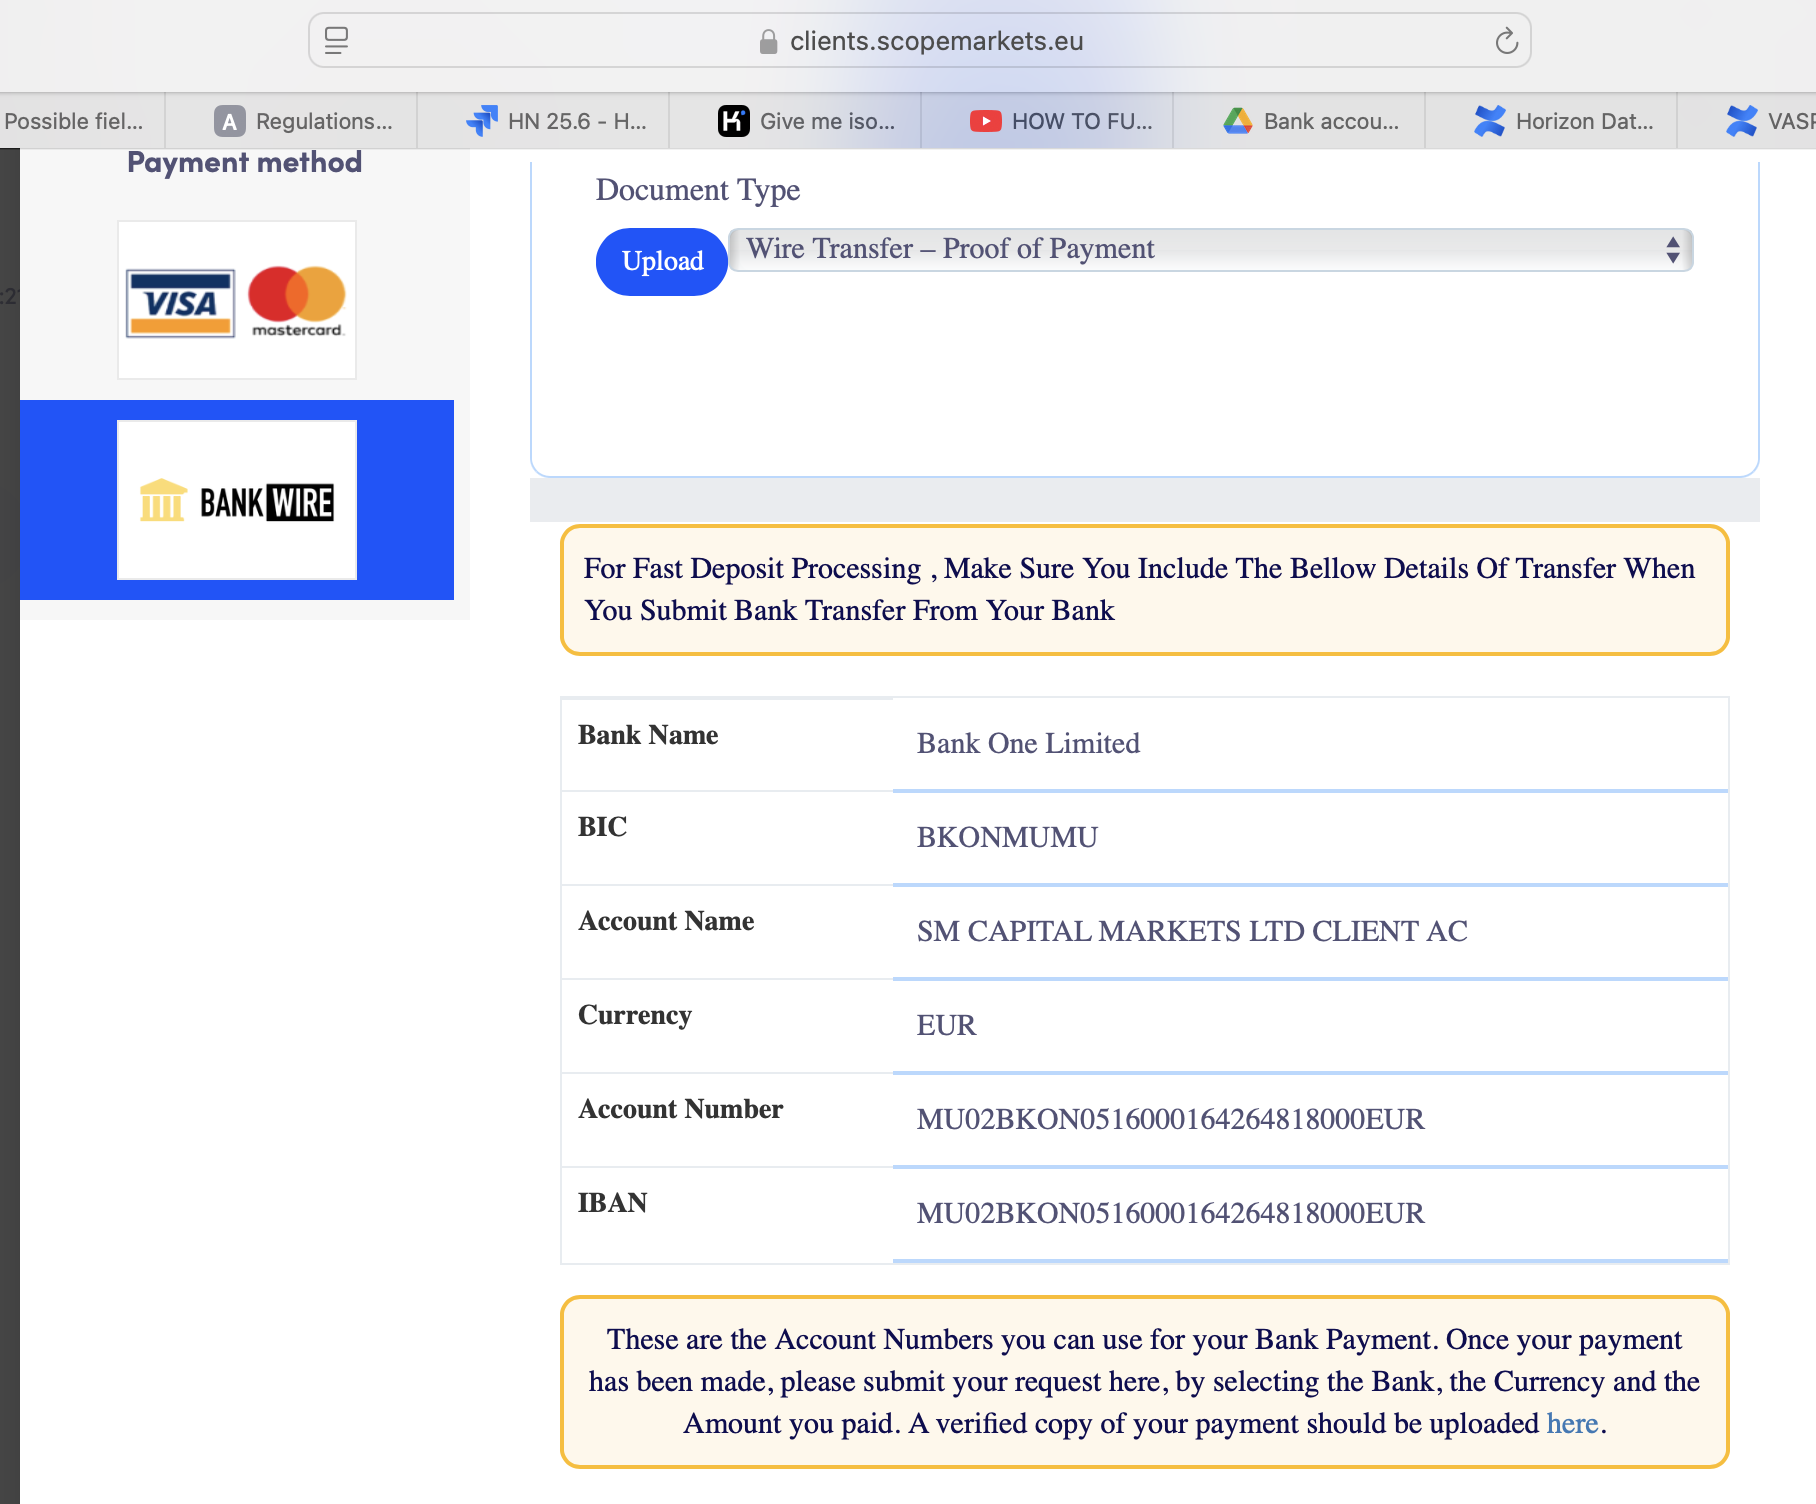 clients.scopemarkets.eu
Possible fiel...
A Regulations...
HN 25.6 - H...
Give me iso...
HOW TO FU...
Bank accou...
Horizon Dat...
VASP
Payment method
VISA
mastercard.
BANK WIRE
Document Type
Upload
Wire Transfer – Proof of Payment
For Fast Deposit Processing , Make Sure You Include The Bellow Details Of Transfer When
You Submit Bank Transfer From Your Bank
Bank Name
Bank One Limited
BIC
BKONMUMU
Account Name
SM CAPITAL MARKETS LTD CLIENT AC
Currency
EUR
Account Number
MU02BKON0516000164264818000EUR
IBAN
MU02BKON0516000164264818000EUR
These are the Account Numbers you can use for your Bank Payment. Once your payment
has been made, please submit your request here, by selecting the Bank, the Currency and the
Amount you paid. A verified copy of your payment should be uploaded here.